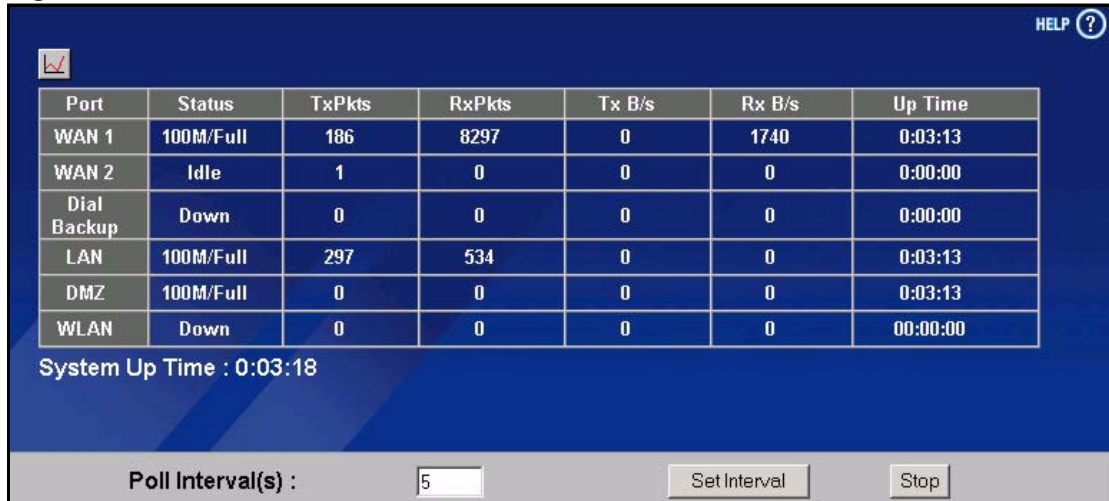 HELP ?
Port Status TxPkts RxPkts Tx B/s Rx B/s Up Time
WAN 1 100M/Full 186 8297 0 1740 0:03:13
WAN 2 Idle 1 0 0 0 0:00:00
Dial Backup Down 0 0 0 0 0:00:00
LAN 100M/Full 297 534 0 0 0:03:13
DMZ 100M/Full 0 0 0 0 0:03:13
WLAN Down 0 0 0 0 00:00:00
System Up Time : 0:03:18
Poll Interval(s) : 5 Set Interval Stop